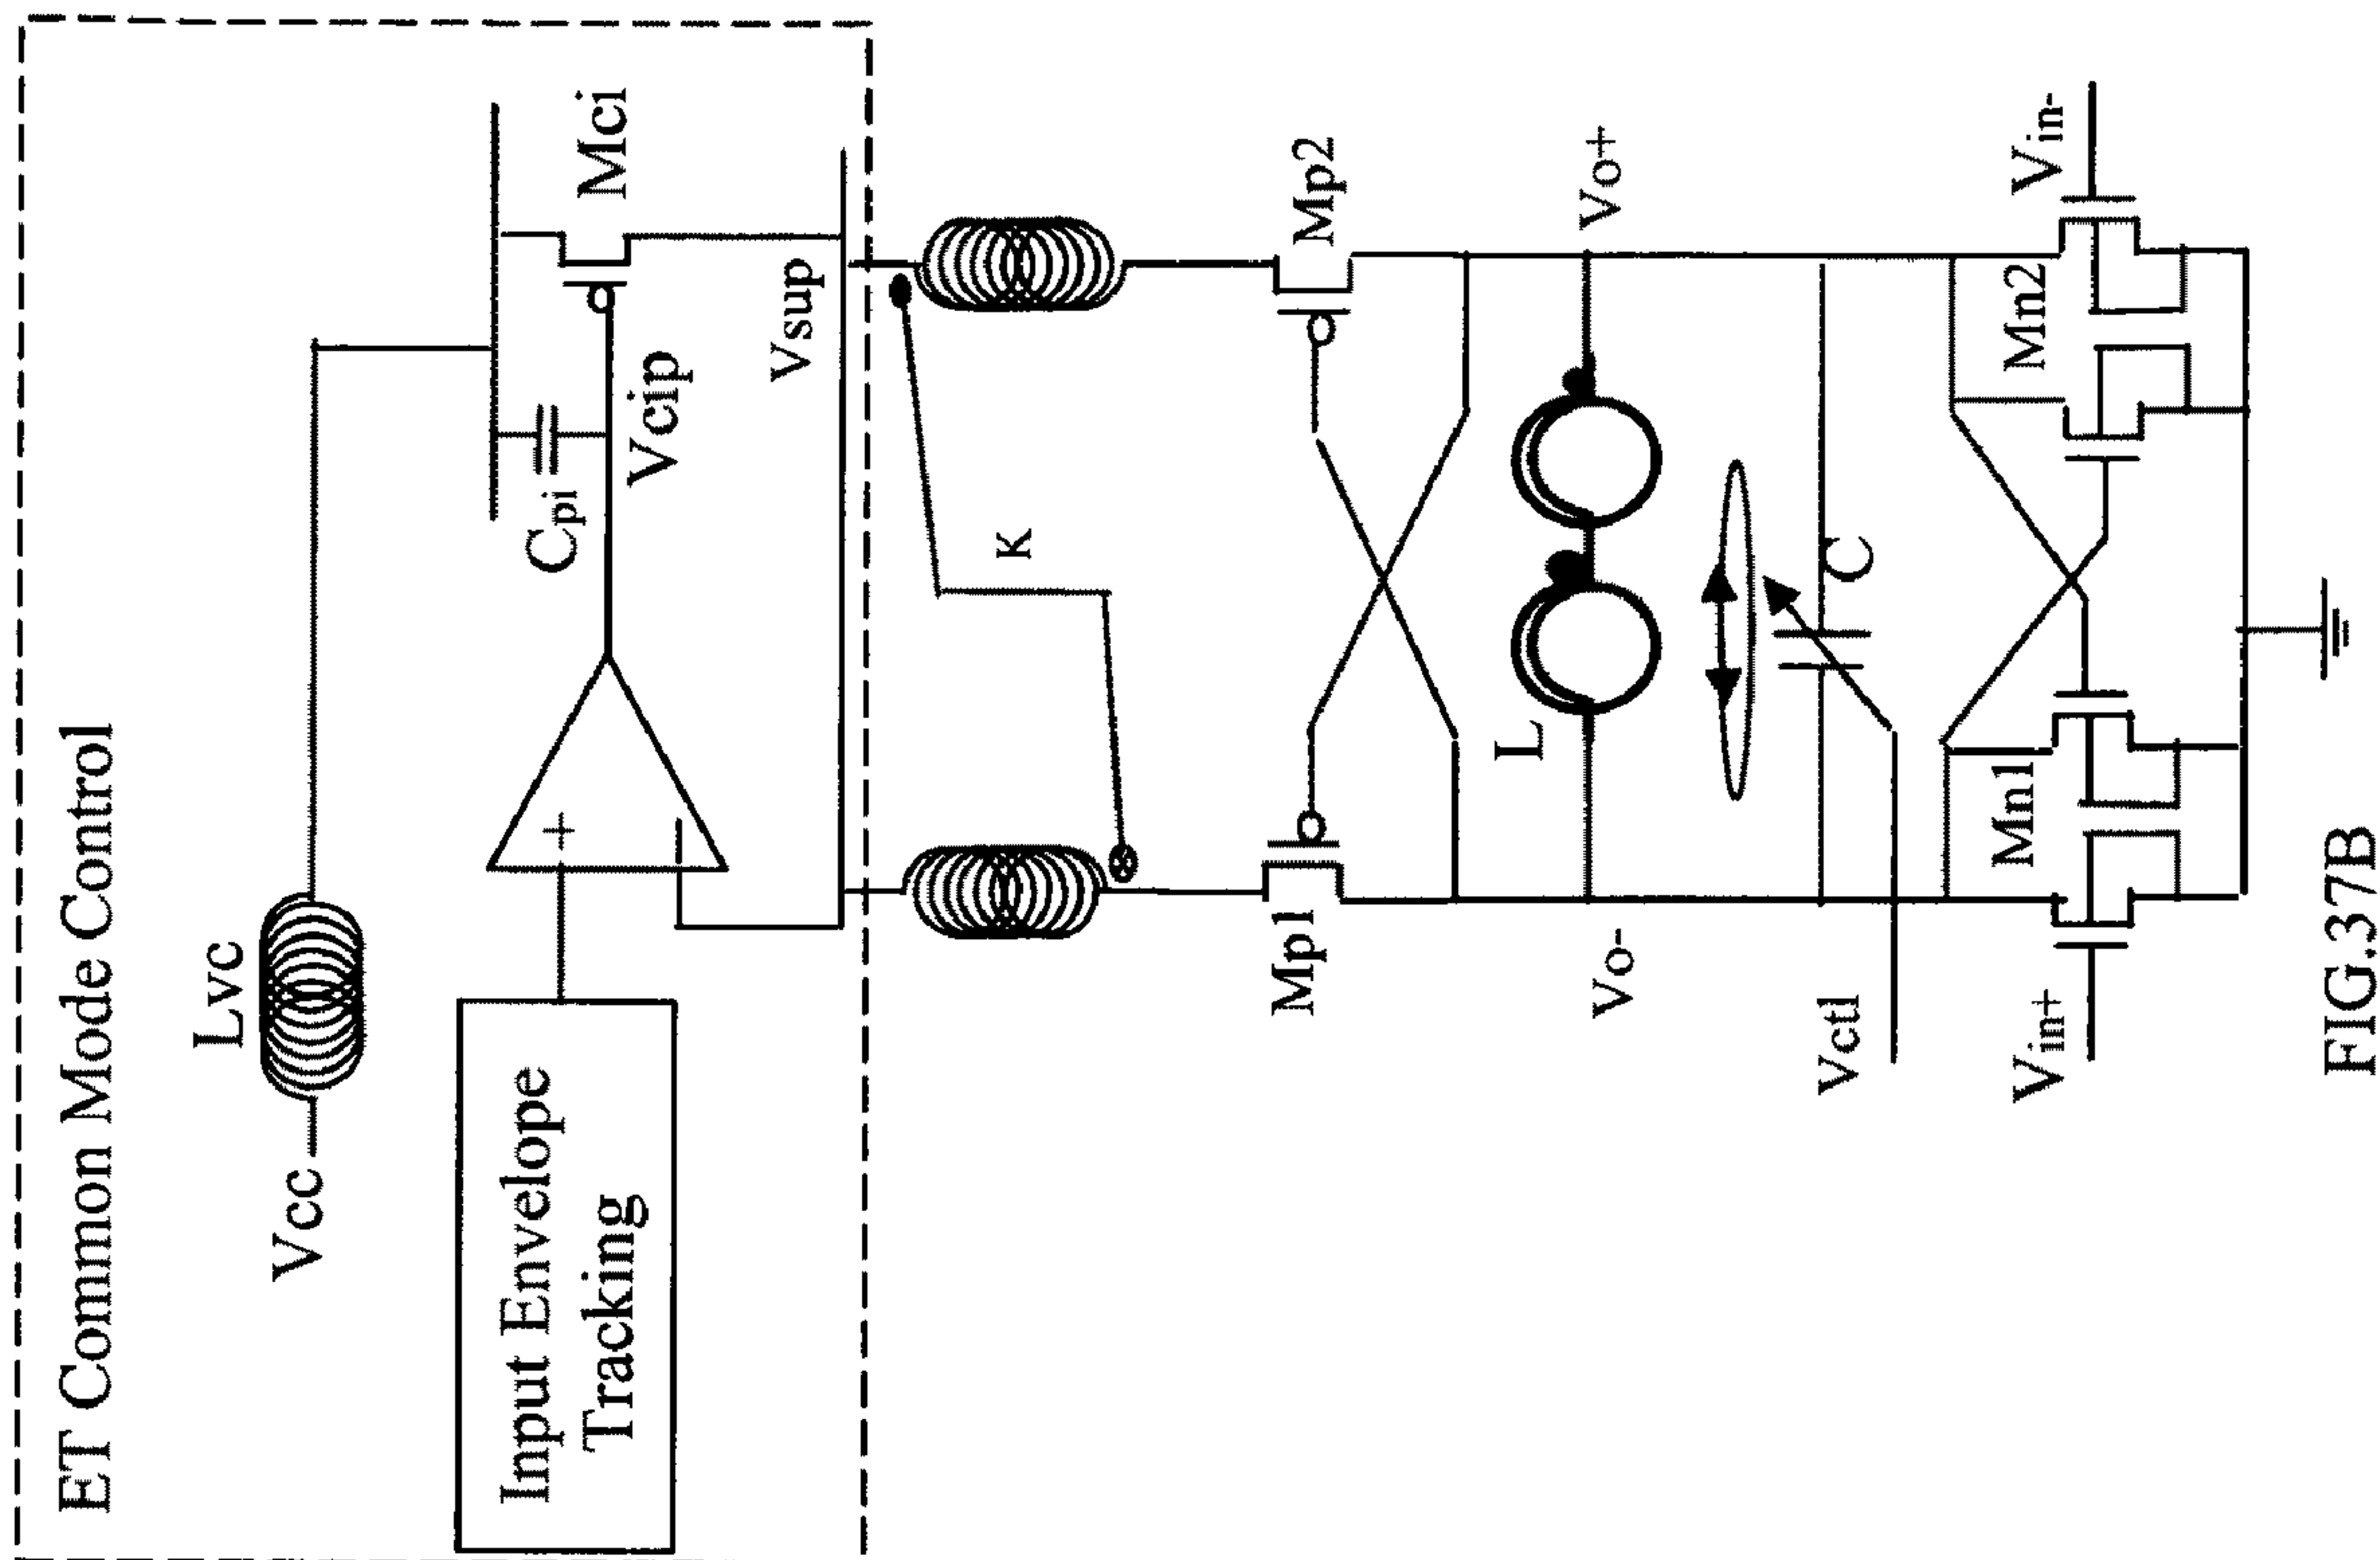 ET Common Mode Control
Vcc
Lvc
Input Envelope
Tracking
+
−
Cpi
Vcip
Mci
Vsup
K
Mp1
Mp2
Vo-
L
Vo+
Vctl
C
Vin+
Mn1
Mn2
Vin-
FIG.37B